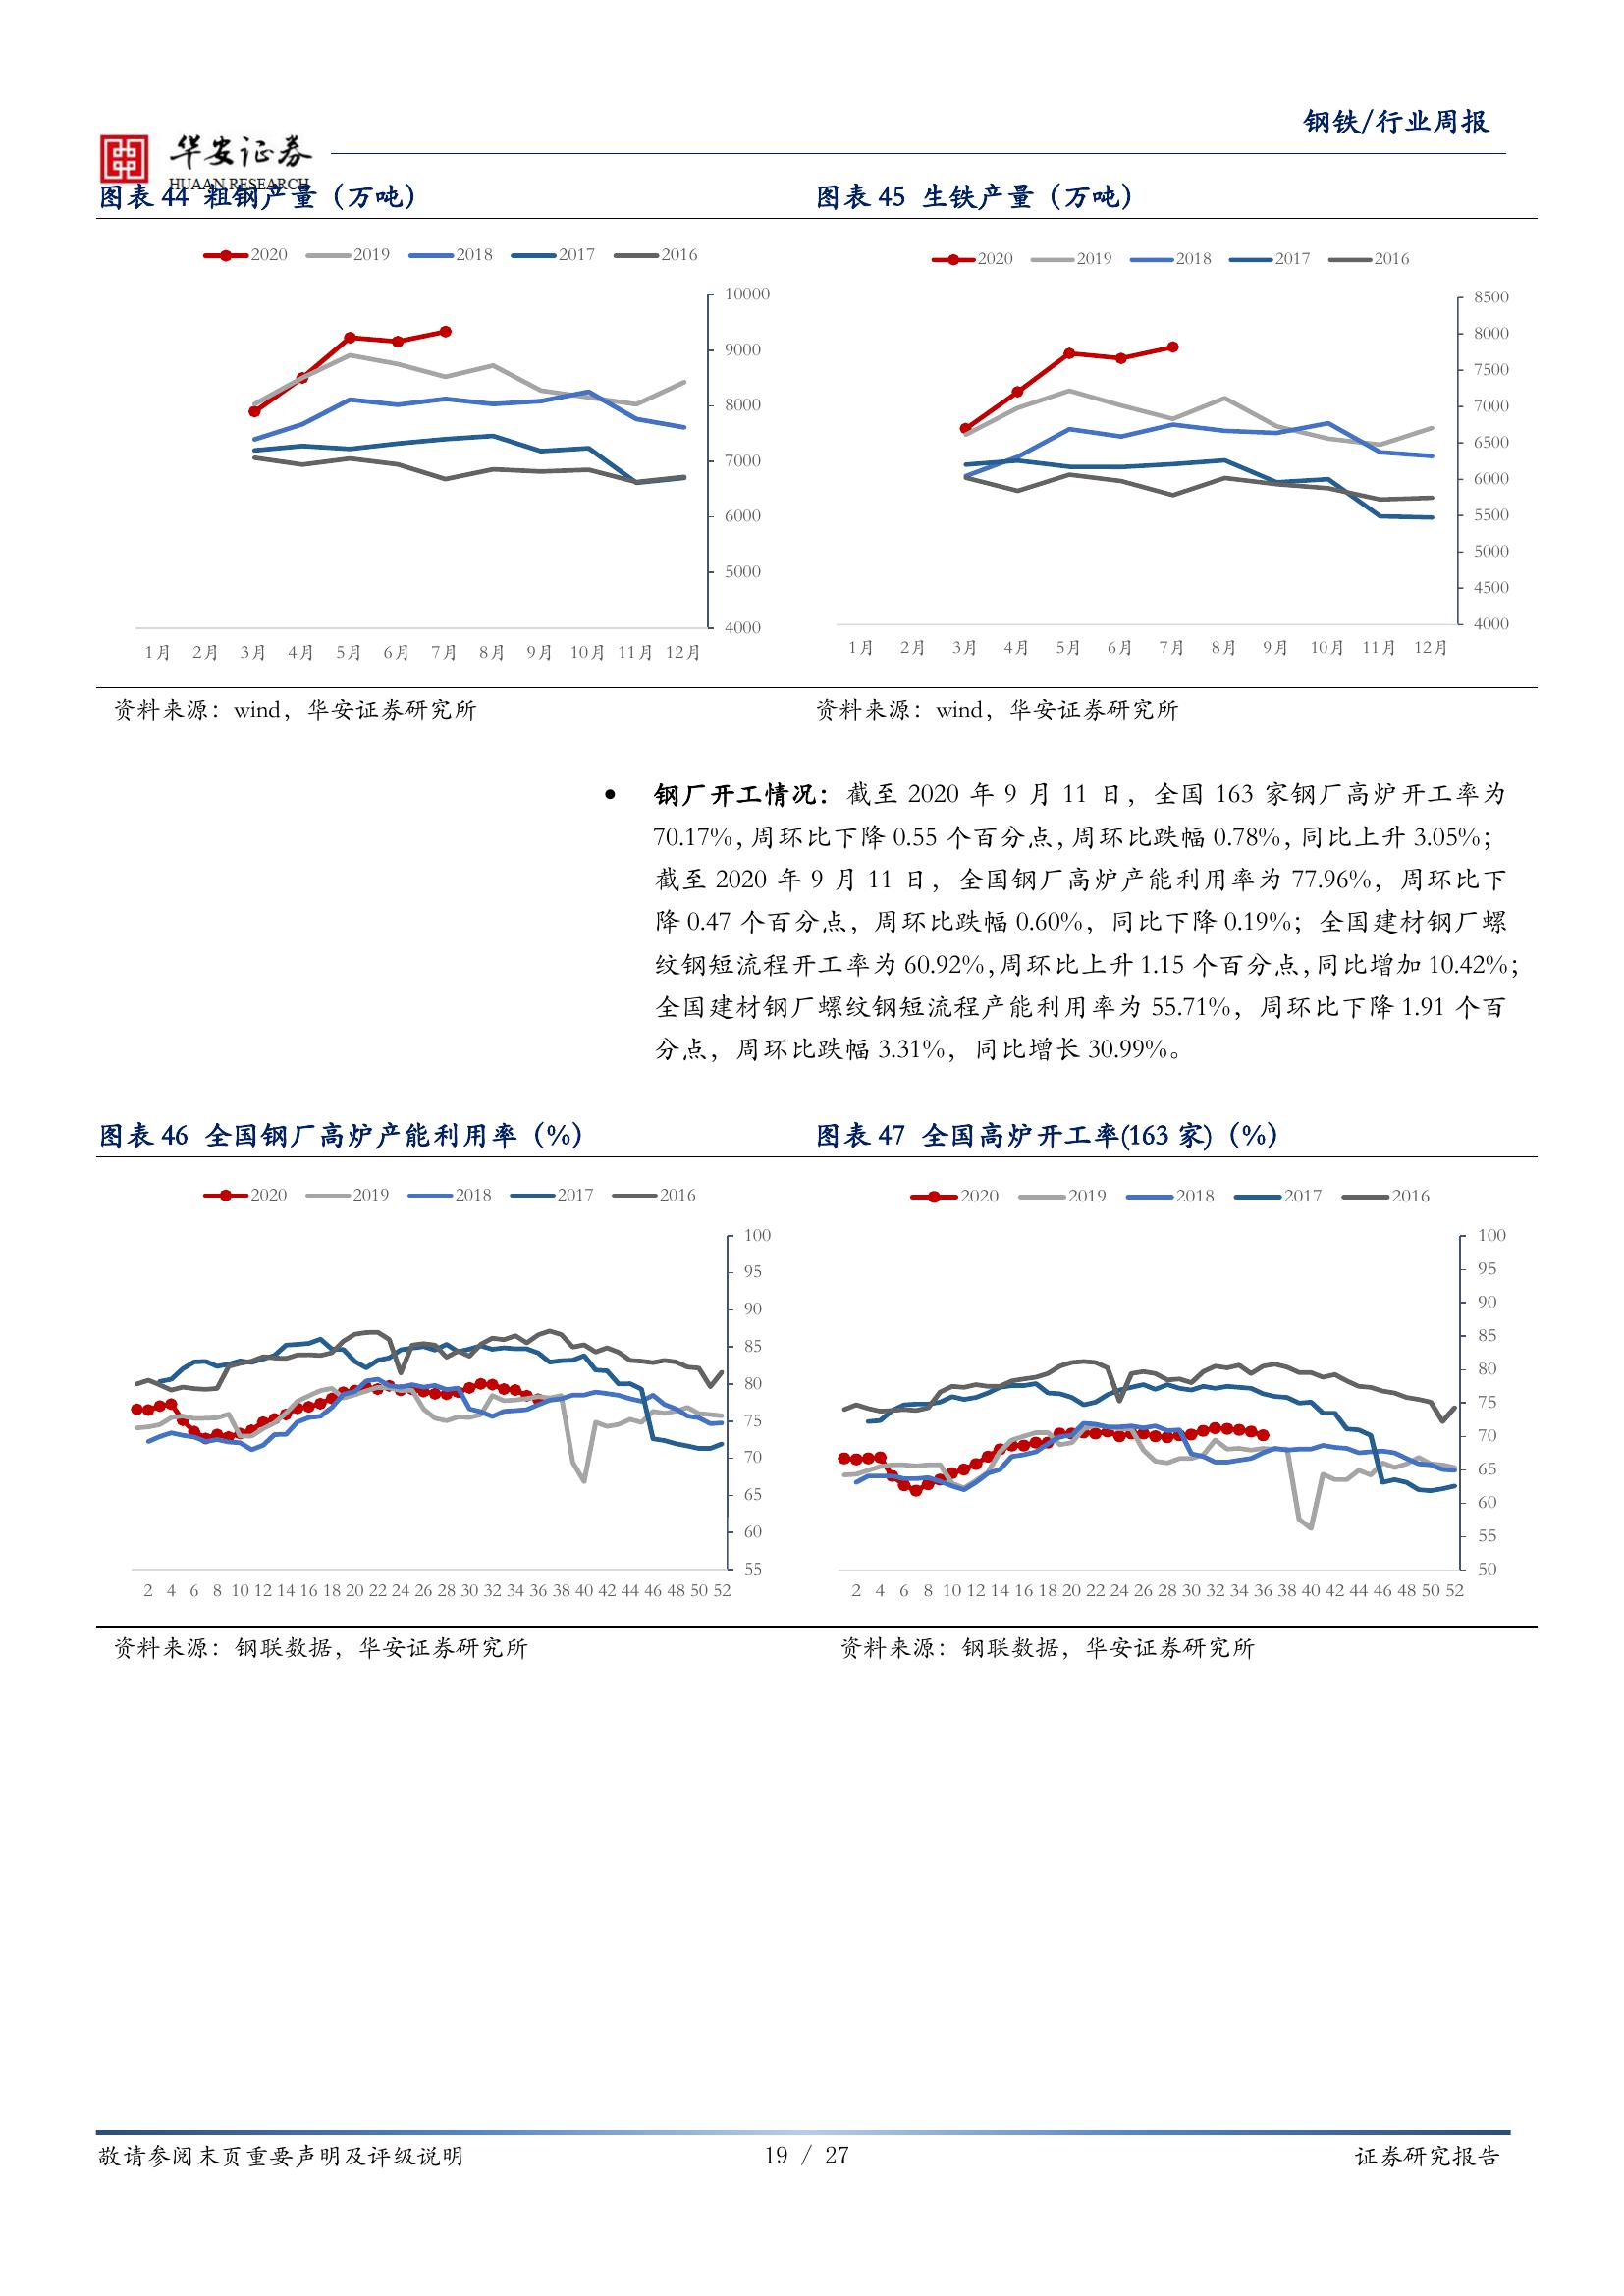 钢铁/行业周报
华安证券
HUAAN RESEARCH
图表 44 粗钢产量（万吨）
2020 2019 2018 2017 2016
10000
9000
8000
7000
6000
5000
4000
1月 2月 3月 4月 5月 6月 7月 8月 9月 10月 11月 12月
资料来源：wind，华安证券研究所
图表 45 生铁产量（万吨）
2020 2019 2018 2017 2016
8500
8000
7500
7000
6500
6000
5500
5000
4500
4000
1月 2月 3月 4月 5月 6月 7月 8月 9月 10月 11月 12月
资料来源：wind，华安证券研究所
• 钢厂开工情况：截至 2020 年 9 月 11 日，全国 163 家钢厂高炉开工率为
70.17%，周环比下降 0.55 个百分点，周环比跌幅 0.78%，同比上升 3.05%；
截至 2020 年 9 月 11 日，全国钢厂高炉产能利用率为 77.96%，周环比下
降 0.47 个百分点，周环比跌幅 0.60%，同比下降 0.19%；全国建材钢厂螺
纹钢短流程开工率为 60.92%，周环比上升 1.15 个百分点，同比增加 10.42%；
全国建材钢厂螺纹钢短流程产能利用率为 55.71%，周环比下降 1.91 个百
分点，周环比跌幅 3.31%，同比增长 30.99%。
图表 46 全国钢厂高炉产能利用率（%）
2020 2019 2018 2017 2016
100
95
90
85
80
75
70
65
60
55
2 4 6 8 10 12 14 16 18 20 22 24 26 28 30 32 34 36 38 40 42 44 46 48 50 52
资料来源：钢联数据，华安证券研究所
图表 47 全国高炉开工率(163 家)（%）
2020 2019 2018 2017 2016
100
95
90
85
80
75
70
65
60
55
50
2 4 6 8 10 12 14 16 18 20 22 24 26 28 30 32 34 36 38 40 42 44 46 48 50 52
资料来源：钢联数据，华安证券研究所
敬请参阅末页重要声明及评级说明
19 / 27
证券研究报告